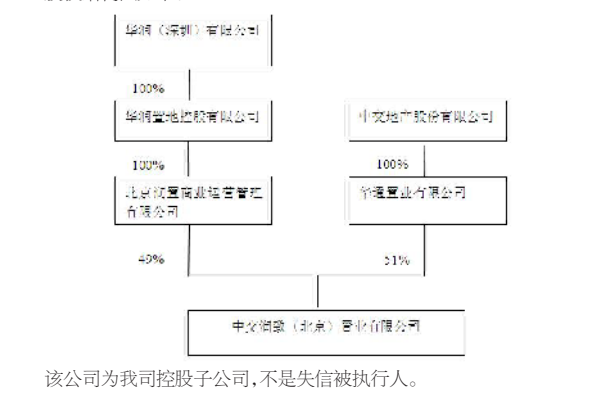 华润（深圳）有限公司
100%
华润置地控股有限公司
中交地产股份有限公司
100%
100%
北京润置商业运营管理
有限公司
华通置业有限公司
49%
51%
中交润致（北京）置业有限公司
该公司为我司控股子公司，不是失信被执行人。